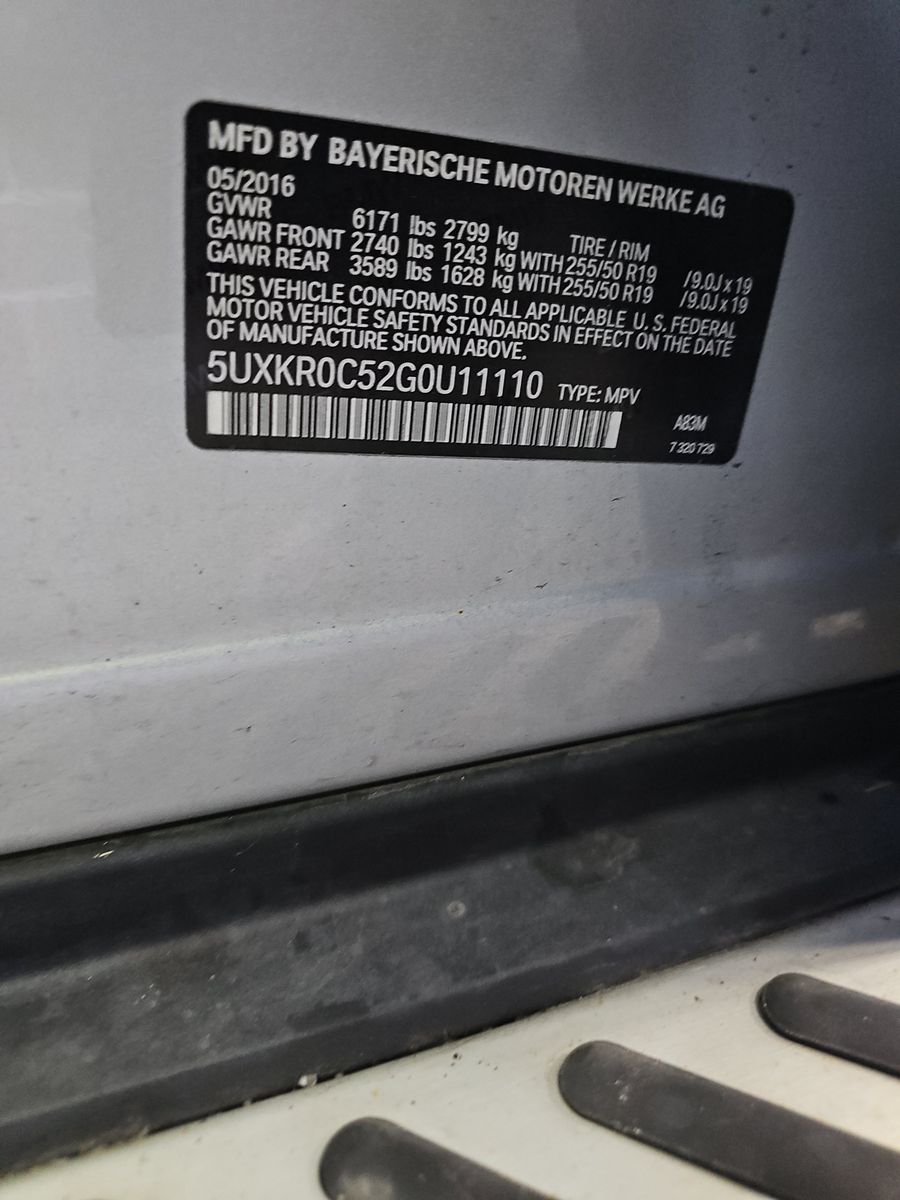 MFD BY BAYERISCHE MOTOREN WERKE AG
05/2016
GVWR 6171 lbs 2799 kg TIRE / RIM
GAWR FRONT 2740 lbs 1243 kg WITH 255/50 R19 /9.0J x 19
GAWR REAR 3589 lbs 1628 kg WITH 255/50 R19 /9.0J x 19
THIS VEHICLE CONFORMS TO ALL APPLICABLE U. S. FEDERAL
MOTOR VEHICLE SAFETY STANDARDS IN EFFECT ON THE DATE
OF MANUFACTURE SHOWN ABOVE.
5UXKR0C52G0U11110 TYPE: MPV
A83M
7 320 729